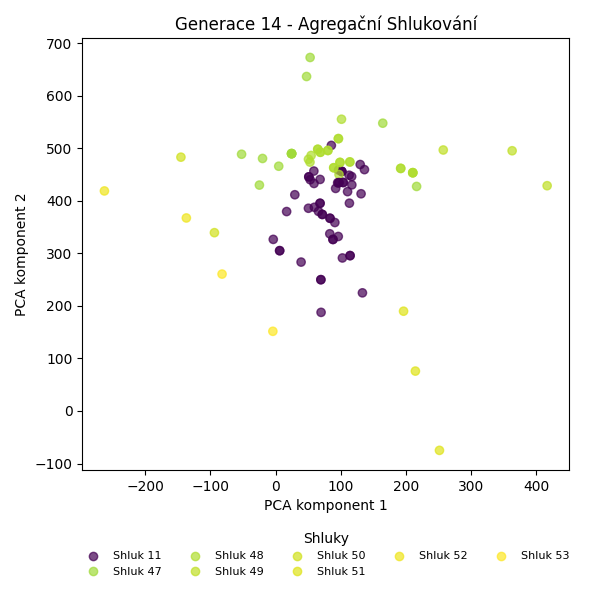 Generace 14 - Agregační Shlukování
700
600
500
400
300
200
100
0
−100
PCA komponent 2
−200 −100 0 100 200 300 400
PCA komponent 1
Shluky
Shluk 11 Shluk 48 Shluk 50 Shluk 52 Shluk 53
Shluk 47 Shluk 49 Shluk 51